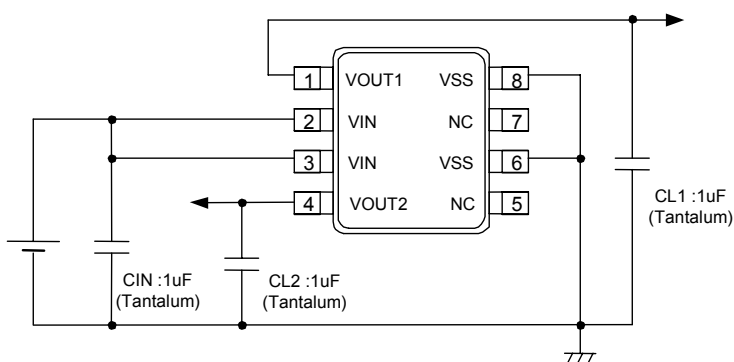 1 VOUT1 VSS 8
2 VIN NC 7
3 VIN VSS 6
4 VOUT2 NC 5
CL1 :1uF
(Tantalum)
CIN :1uF
(Tantalum)
CL2 :1uF
(Tantalum)